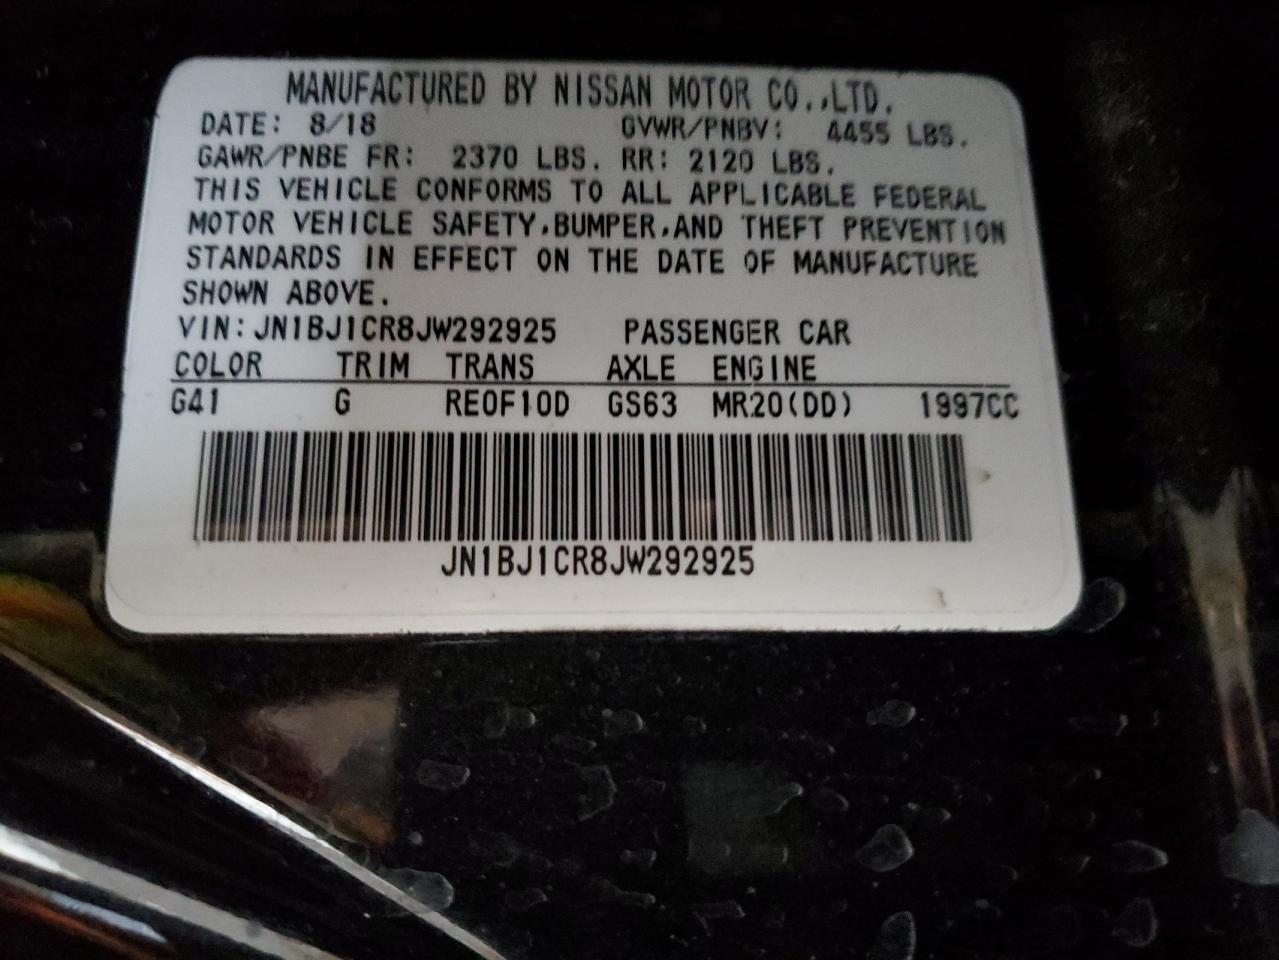 MANUFACTURED BY NISSAN MOTOR CO.,LTD.
DATE: 8/18 GVWR/PNBV: 4455 LBS.
GAWR/PNBE FR: 2370 LBS. RR: 2120 LBS.
THIS VEHICLE CONFORMS TO ALL APPLICABLE FEDERAL
MOTOR VEHICLE SAFETY,BUMPER,AND THEFT PREVENTION
STANDARDS IN EFFECT ON THE DATE OF MANUFACTURE
SHOWN ABOVE.
VIN:JN1BJ1CR8JW292925 PASSENGER CAR
COLOR TRIM TRANS AXLE ENGINE
G41 G RE0F10D GS63 MR20(DD) 1997CC
JN1BJ1CR8JW292925